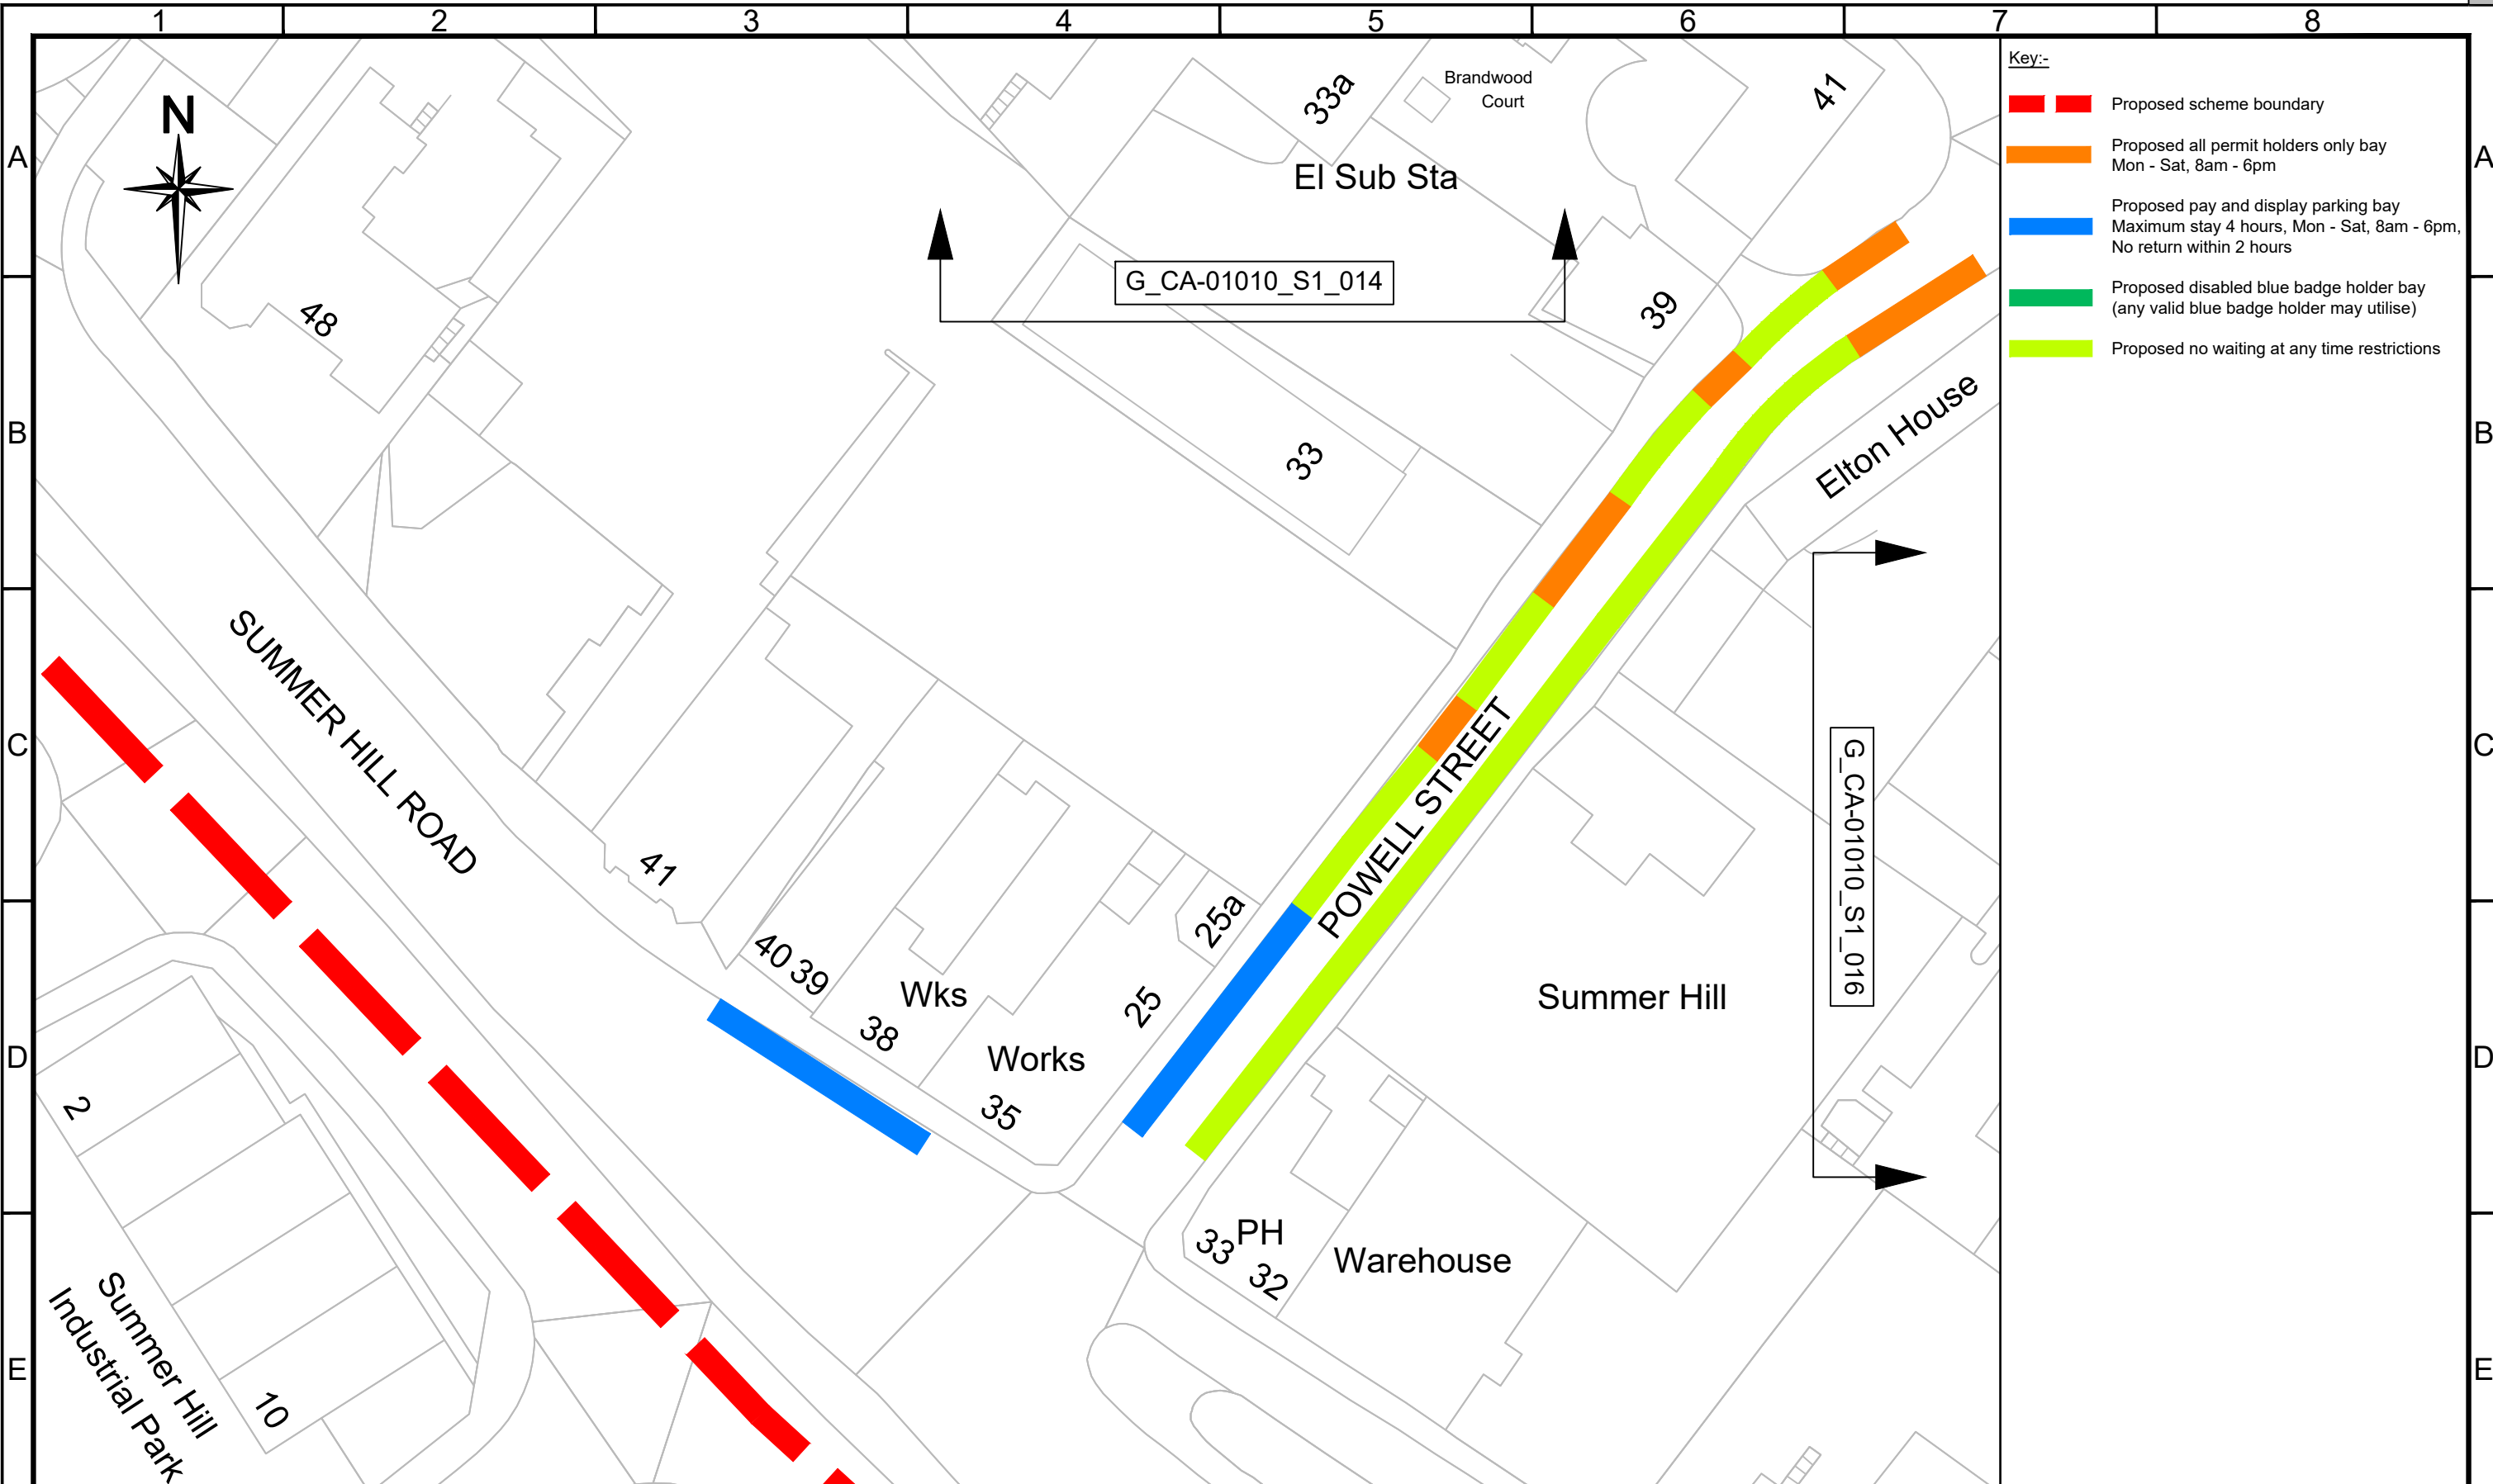 1 2 3 4 5 6 7 8
A
B
C
D
E
A
B
C
D
E
N
48
33a
Brandwood
Court
41
El Sub Sta
G_CA-01010_S1_014
39
33
Elton House
SUMMER HILL ROAD
POWELL STREET
G_CA-01010_S1_016
41
40
39
38
Wks
Works
35
25
25a
Summer Hill
PH
33
32
Warehouse
2
10
Summer Hill
Industrial Park
Key:-
Proposed scheme boundary
Proposed all permit holders only bay
Mon - Sat, 8am - 6pm
Proposed pay and display parking bay
Maximum stay 4 hours, Mon - Sat, 8am - 6pm,
No return within 2 hours
Proposed disabled blue badge holder bay
(any valid blue badge holder may utilise)
Proposed no waiting at any time restrictions